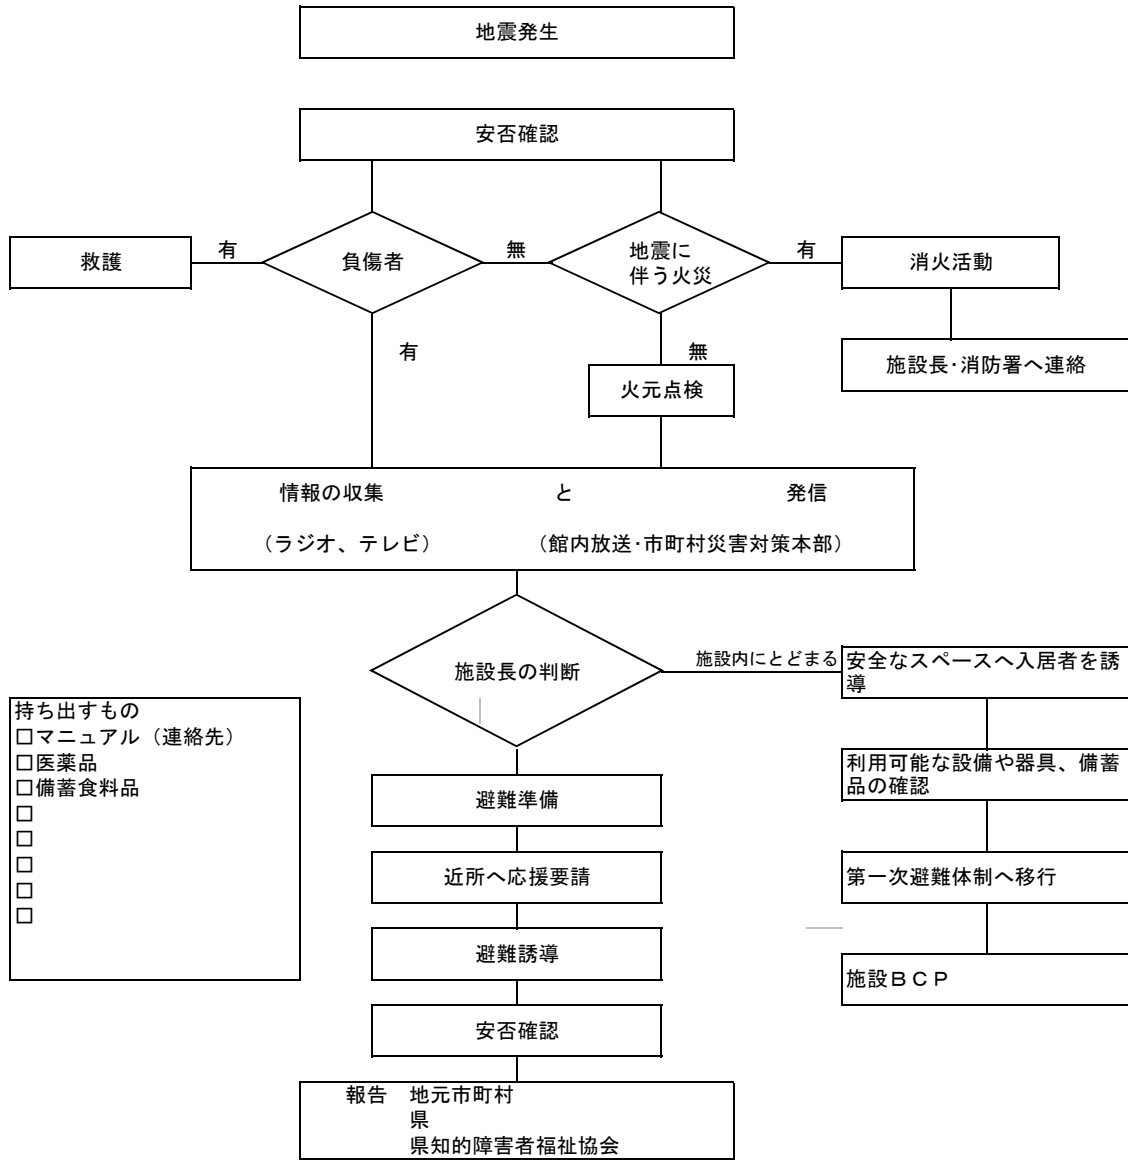 地震発生
安否確認
救護
有
負傷者
無
地震に
伴う火災
有
消火活動
有
無
施設長・消防署へ連絡
火元点検
情報の収集 と 発信
（ラジオ、テレビ） （館内放送・市町村災害対策本部）
施設長の判断
施設内にとどまる
安全なスペースへ入居者を誘
導
持ち出すもの
□マニュアル（連絡先）
□医薬品
□備蓄食料品
□
□
□
□
□
利用可能な設備や器具、備蓄
品の確認
避難準備
近所へ応援要請
第一次避難体制へ移行
避難誘導
施設ＢＣＰ
安否確認
報告 地元市町村
県
県知的障害者福祉協会